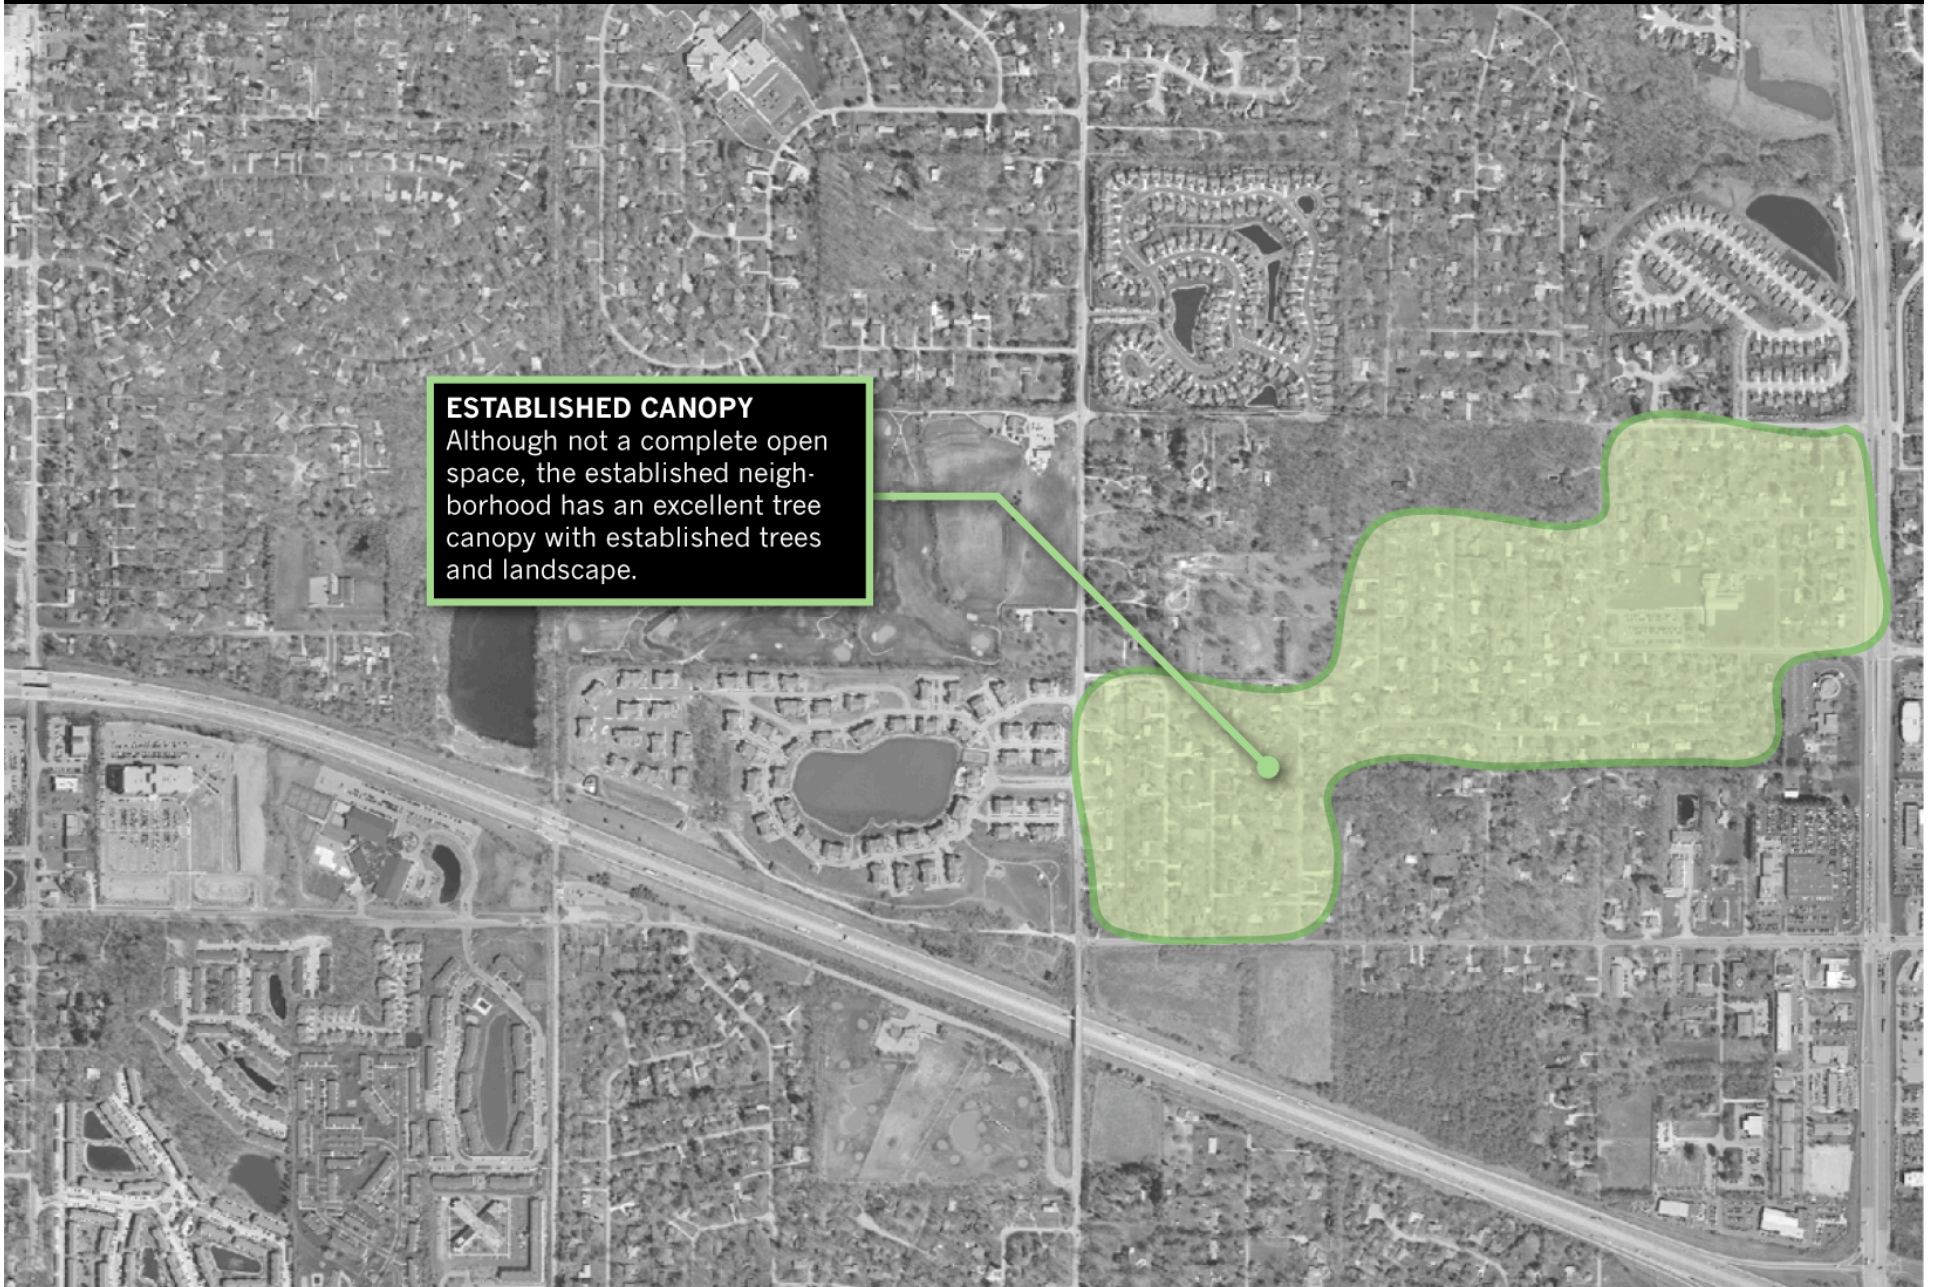 ESTABLISHED CANOPY
Although not a complete open
space, the established neigh-
borhood has an excellent tree
canopy with established trees
and landscape.